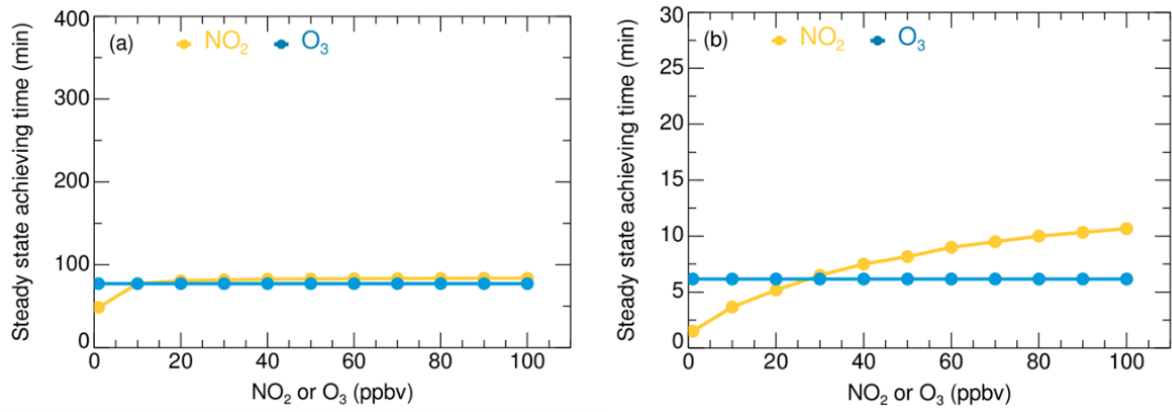 (a) NO₂ O₃
Steady state achieving time (min)
400
300
200
100
0
0 20 40 60 80 100
NO₂ or O₃ (ppbv)
(b) NO₂ O₃
Steady state achieving time (min)
30
25
20
15
10
5
0
0 20 40 60 80 100
NO₂ or O₃ (ppbv)